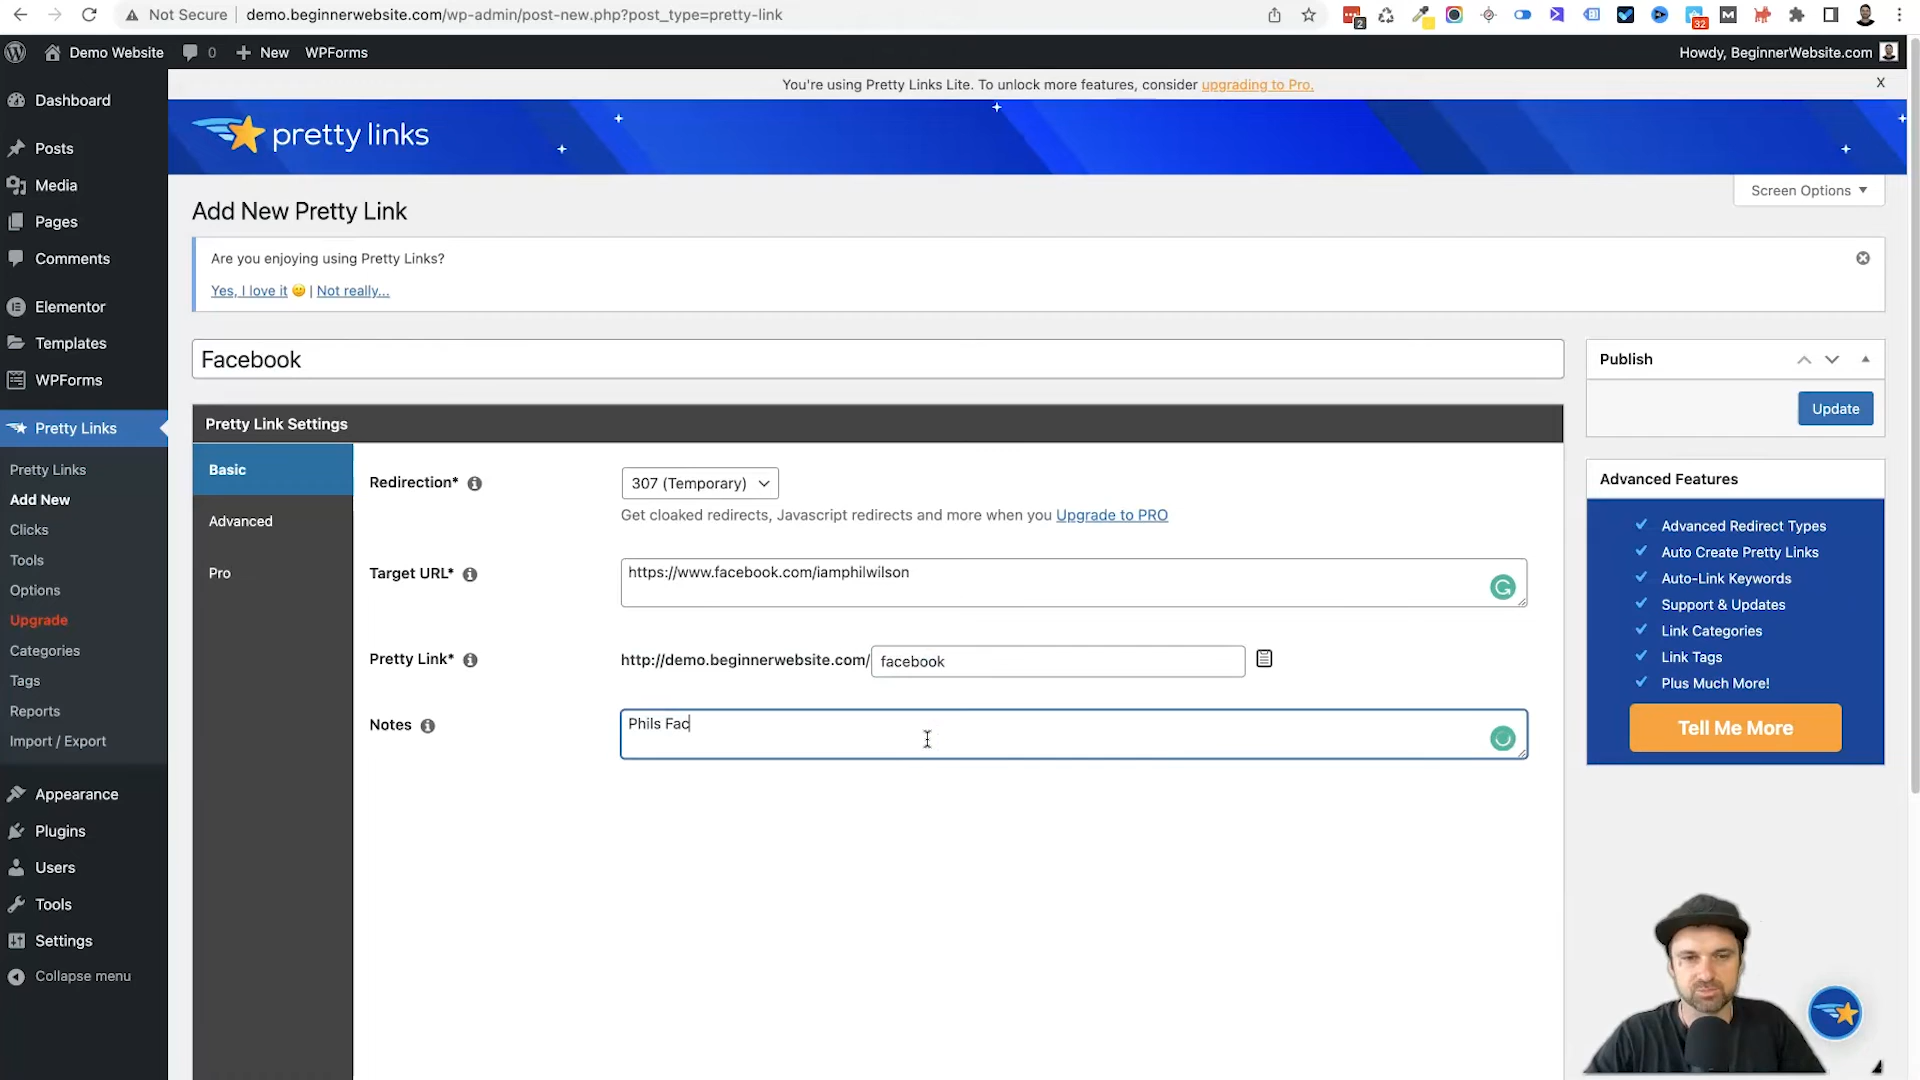 Not Secure demo.beginnerwebsite.com/wp-admin/post-new.php?post_type=pretty-link
2
32
Demo Website 0 New WPForms Howdy, BeginnerWebsite.com
You're using Pretty Links Lite. To unlock more features, consider upgrading to Pro. X
pretty links
Screen Options
Add New Pretty Link
Are you enjoying using Pretty Links?
Yes, I love it | Not really...
Facebook
Publish
Update
Pretty Link Settings
Basic
Advanced
Pro
Redirection* 307 (Temporary)
Get cloaked redirects, Javascript redirects and more when you Upgrade to PRO
Target URL* https://www.facebook.com/iamphilwilson
Pretty Link* http://demo.beginnerwebsite.com/ facebook
Notes Phils Fac
Advanced Features
Advanced Redirect Types
Auto Create Pretty Links
Auto-Link Keywords
Support & Updates
Link Categories
Link Tags
Plus Much More!
Tell Me More
Dashboard
Posts
Media
Pages
Comments
Elementor
Templates
WPForms
Pretty Links
Pretty Links
Add New
Clicks
Tools
Options
Upgrade
Categories
Tags
Reports
Import / Export
Appearance
Plugins
Users
Tools
Settings
Collapse menu